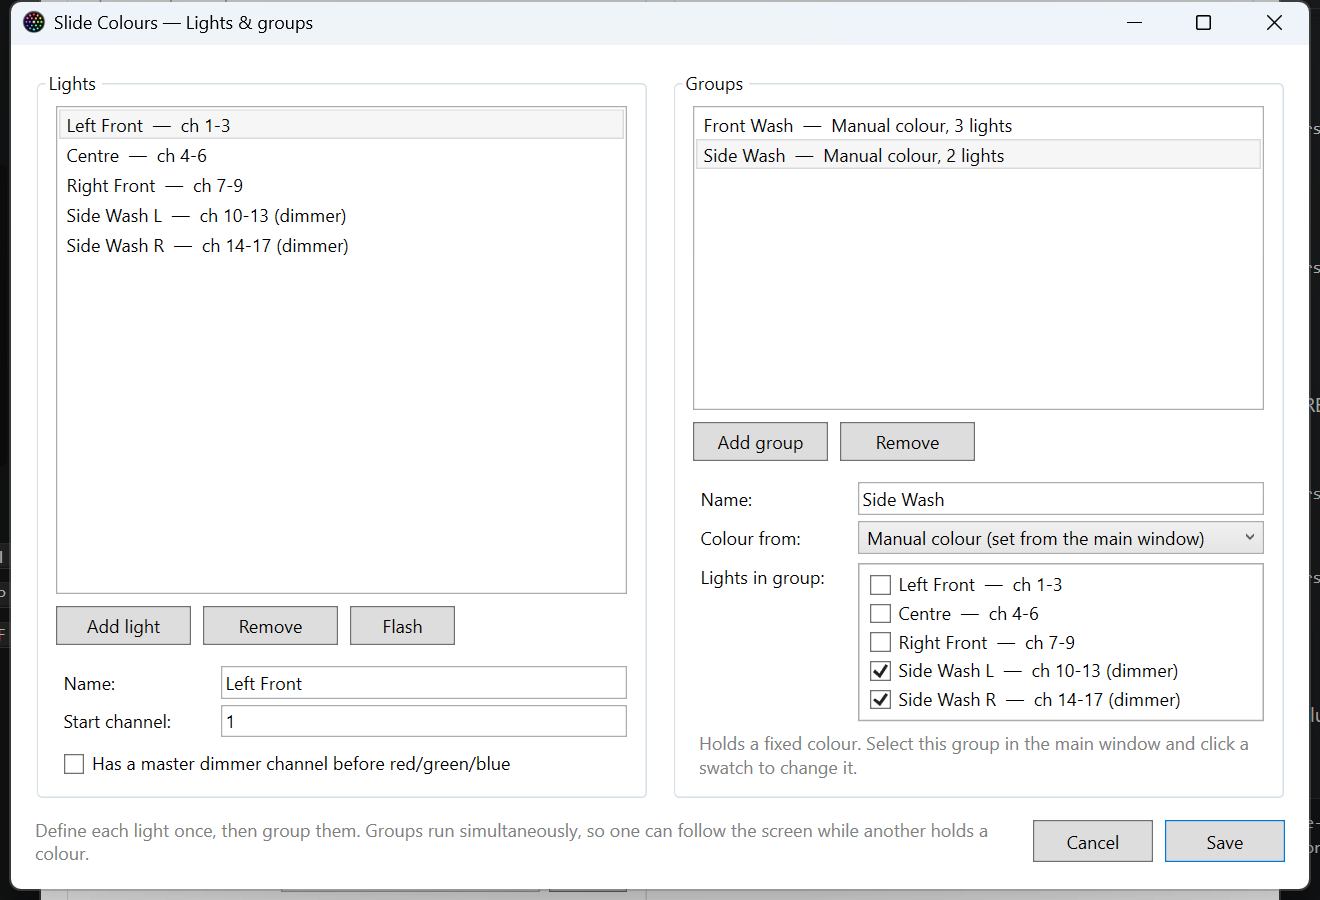 Slide Colours — Lights & groups
Lights
Left Front — ch 1-3
Centre — ch 4-6
Right Front — ch 7-9
Side Wash L — ch 10-13 (dimmer)
Side Wash R — ch 14-17 (dimmer)
Add light
Remove
Flash
Name:
Left Front
Start channel:
1
Has a master dimmer channel before red/green/blue
Groups
Front Wash — Manual colour, 3 lights
Side Wash — Manual colour, 2 lights
Add group
Remove
Name:
Side Wash
Colour from:
Manual colour (set from the main window)
Lights in group:
Left Front — ch 1-3
Centre — ch 4-6
Right Front — ch 7-9
Side Wash L — ch 10-13 (dimmer)
Side Wash R — ch 14-17 (dimmer)
Holds a fixed colour. Select this group in the main window and click a
swatch to change it.
Define each light once, then group them. Groups run simultaneously, so one can follow the screen while another holds a
colour.
Cancel
Save